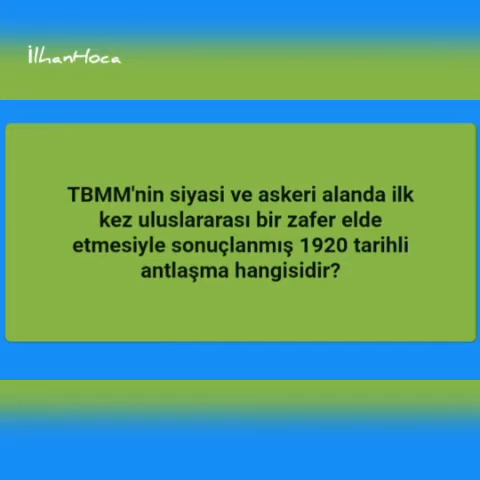 İlhanHoca
TBMM'nin siyasi ve askeri alanda ilk
kez uluslararası bir zafer elde
etmesiyle sonuçlanmış 1920 tarihli
antlaşma hangisidir?